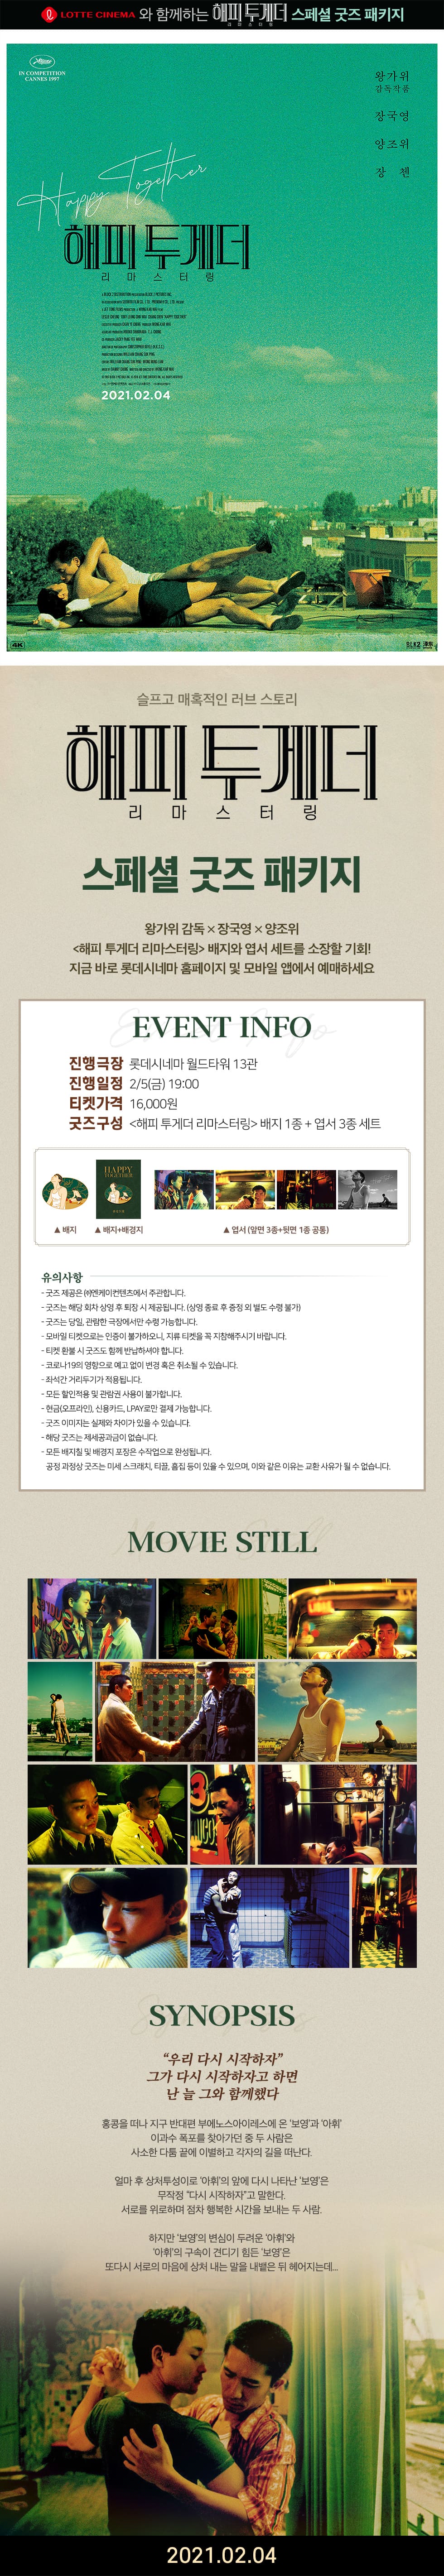 LOTTE CINEMA 와 함께하는 해피 투게더 리마스터링 스페셜 굿즈 패키지
IN COMPETITION
CANNES 1997
왕가위
감독작품
장국영
양조위
장 첸
Happy Together
해피 투게더
리마스터링
2021.02.04
4K
슬프고 매혹적인 러브 스토리
해피 투게더
리마스터링
스페셜 굿즈 패키지
왕가위 감독 × 장국영 × 양조위
<해피 투게더 리마스터링> 배지와 엽서 세트를 소장할 기회!
지금 바로 롯데시네마 홈페이지 및 모바일 앱에서 예매하세요
EVENT INFO
진행극장 롯데시네마 월드타워 13관
진행일정 2/5(금) 19:00
티켓가격 16,000원
굿즈구성 <해피 투게더 리마스터링> 배지 1종 + 엽서 3종 세트
HAPPY
TOGETHER
▲ 배지
▲ 배지+배경지
▲ 엽서 (앞면 3종+뒷면 1종 공통)
유의사항
- 굿즈 제공은 ㈜엔케이컨텐츠에서 주관합니다.
- 굿즈는 해당 회차 상영 후 퇴장 시 제공됩니다. (상영 종료 후 증정 외 별도 수령 불가)
- 굿즈는 당일, 관람한 극장에서만 수령 가능합니다.
- 모바일 티켓으로는 인증이 불가하오니, 지류 티켓을 꼭 지참해주시기 바랍니다.
- 티켓 환불 시 굿즈도 함께 반납하셔야 합니다.
- 코로나19의 영향으로 예고 없이 변경 혹은 취소될 수 있습니다.
- 좌석간 거리두기가 적용됩니다.
- 모든 할인적용 및 관람권 사용이 불가합니다.
- 현금(오프라인), 신용카드, LPAY로만 결제 가능합니다.
- 굿즈 이미지는 실제와 차이가 있을 수 있습니다.
- 해당 굿즈는 제세공과금이 없습니다.
- 모든 배지칠 및 배경지 포장은 수작업으로 완성됩니다.
공정 과정상 굿즈는 미세 스크래치, 티끌, 흠집 등이 있을 수 있으며, 이와 같은 이유는 교환 사유가 될 수 없습니다.
MOVIE STILL
SYNOPSIS
“우리 다시 시작하자”
그가 다시 시작하자고 하면
난 늘 그와 함께했다
홍콩을 떠나 지구 반대편 부에노스아이레스에 온 ‘보영’과 ‘아휘’
이과수 폭포를 찾아가던 중 두 사람은
사소한 다툼 끝에 이별하고 각자의 길을 떠난다.
얼마 후 상처투성이로 ‘아휘’의 앞에 다시 나타난 ‘보영’은
무작정 “다시 시작하자”고 말한다.
서로를 위로하며 점차 행복한 시간을 보내는 두 사람.
하지만 ‘보영’의 변심이 두려운 ‘아휘’와
‘아휘’의 구속이 견디기 힘든 ‘보영’은
또다시 서로의 마음에 상처 내는 말을 내뱉은 뒤 헤어지는데...
2021.02.04